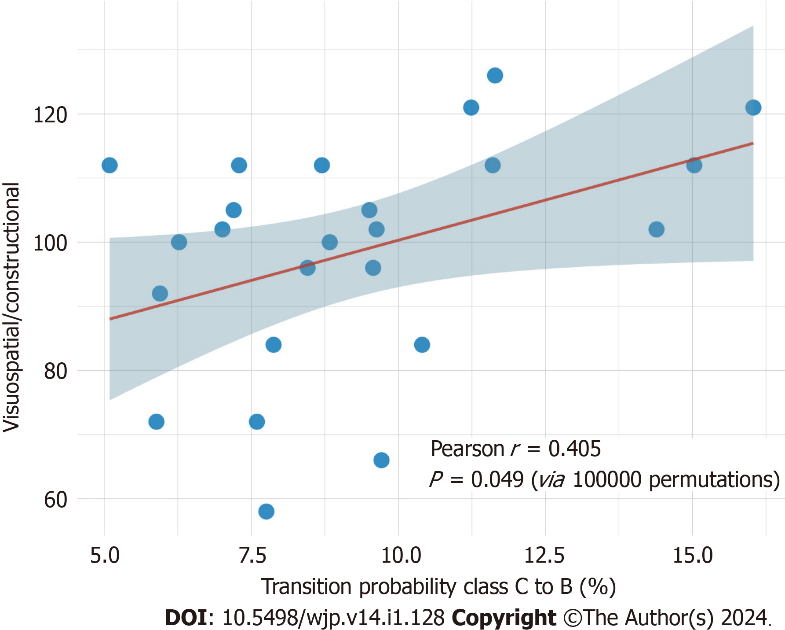 Visuospatial/constructional
120
100
80
60
Pearson r = 0.405
P = 0.049 (via 100000 permutations)
5.0 7.5 10.0 12.5 15.0
Transition probability class C to B (%)
DOI: 10.5498/wjp.v14.i1.128 Copyright ©The Author(s) 2024.